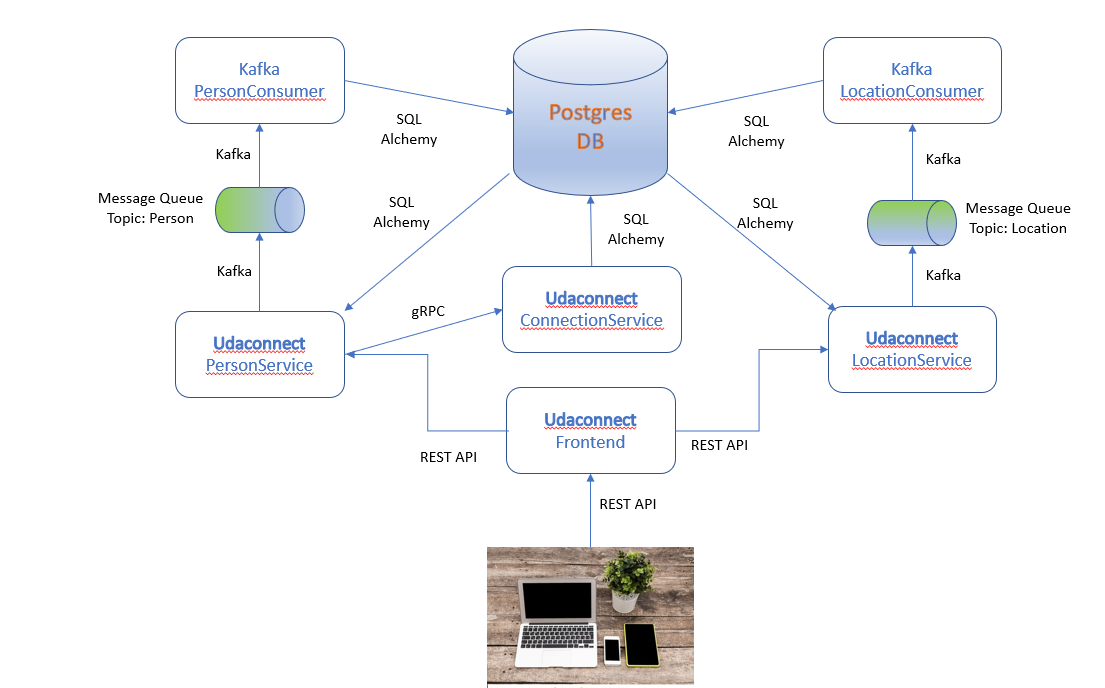 Kafka
PersonConsumer
Postgres
DB
Kafka
LocationConsumer
SQL
Alchemy
SQL
Alchemy
Kafka
Kafka
Message Queue
Topic: Person
Message Queue
Topic: Location
SQL
Alchemy
SQL
Alchemy
SQL
Alchemy
Kafka
Kafka
Udaconnect
ConnectionService
gRPC
Udaconnect
PersonService
Udaconnect
LocationService
Udaconnect
Frontend
REST API
REST API
REST API